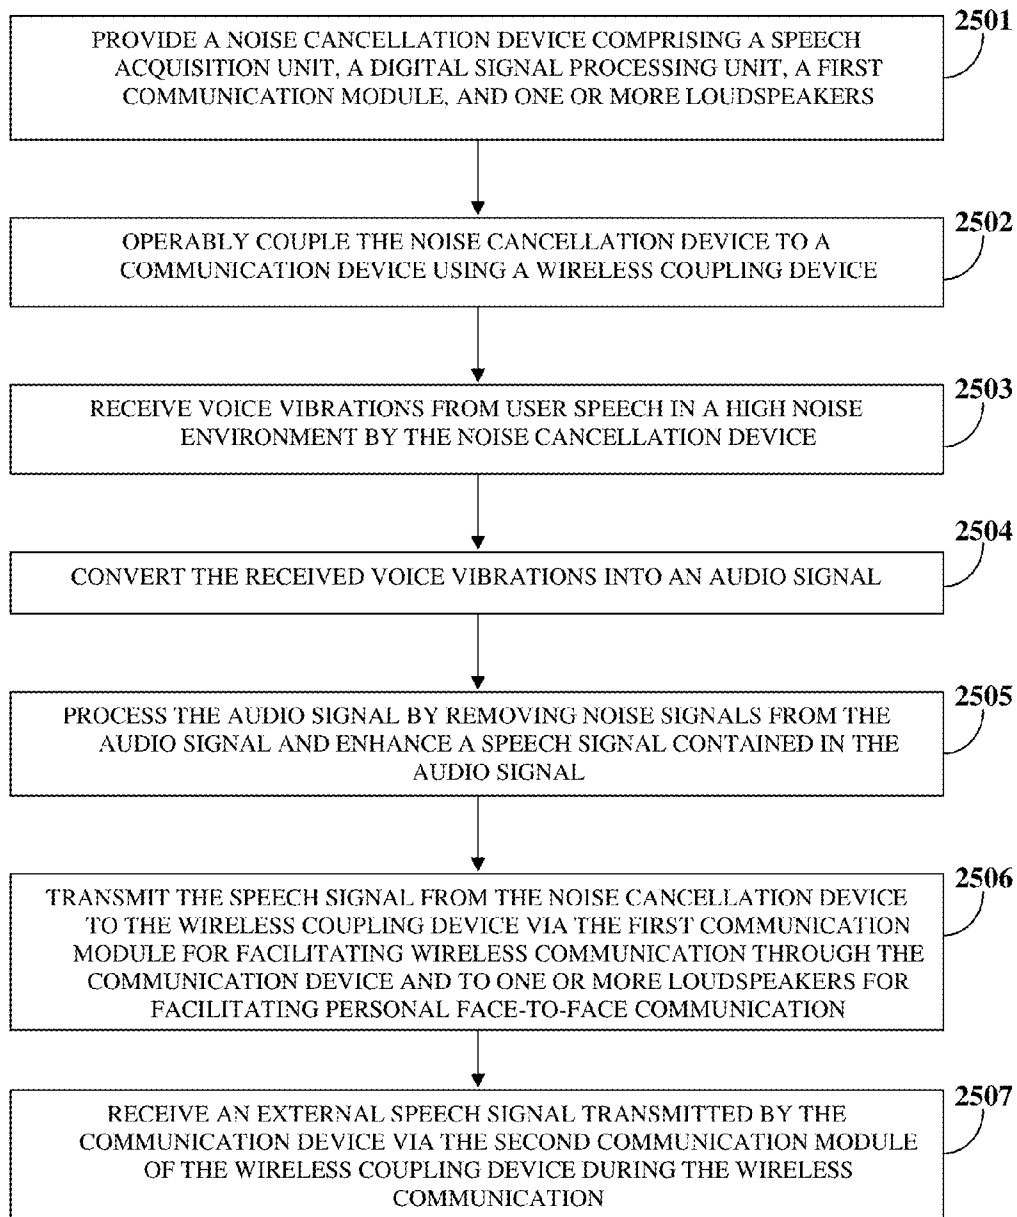 2501
PROVIDE A NOISE CANCELLATION DEVICE COMPRISING A SPEECH
ACQUISITION UNIT, A DIGITAL SIGNAL PROCESSING UNIT, A FIRST
COMMUNICATION MODULE, AND ONE OR MORE LOUDSPEAKERS
2502
OPERABLY COUPLE THE NOISE CANCELLATION DEVICE TO A
COMMUNICATION DEVICE USING A WIRELESS COUPLING DEVICE
2503
RECEIVE VOICE VIBRATIONS FROM USER SPEECH IN A HIGH NOISE
ENVIRONMENT BY THE NOISE CANCELLATION DEVICE
2504
CONVERT THE RECEIVED VOICE VIBRATIONS INTO AN AUDIO SIGNAL
2505
PROCESS THE AUDIO SIGNAL BY REMOVING NOISE SIGNALS FROM THE
AUDIO SIGNAL AND ENHANCE A SPEECH SIGNAL CONTAINED IN THE
AUDIO SIGNAL
2506
TRANSMIT THE SPEECH SIGNAL FROM THE NOISE CANCELLATION DEVICE
TO THE WIRELESS COUPLING DEVICE VIA THE FIRST COMMUNICATION
MODULE FOR FACILITATING WIRELESS COMMUNICATION THROUGH THE
COMMUNICATION DEVICE AND TO ONE OR MORE LOUDSPEAKERS FOR
FACILITATING PERSONAL FACE-TO-FACE COMMUNICATION
2507
RECEIVE AN EXTERNAL SPEECH SIGNAL TRANSMITTED BY THE
COMMUNICATION DEVICE VIA THE SECOND COMMUNICATION MODULE
OF THE WIRELESS COUPLING DEVICE DURING THE WIRELESS
COMMUNICATION